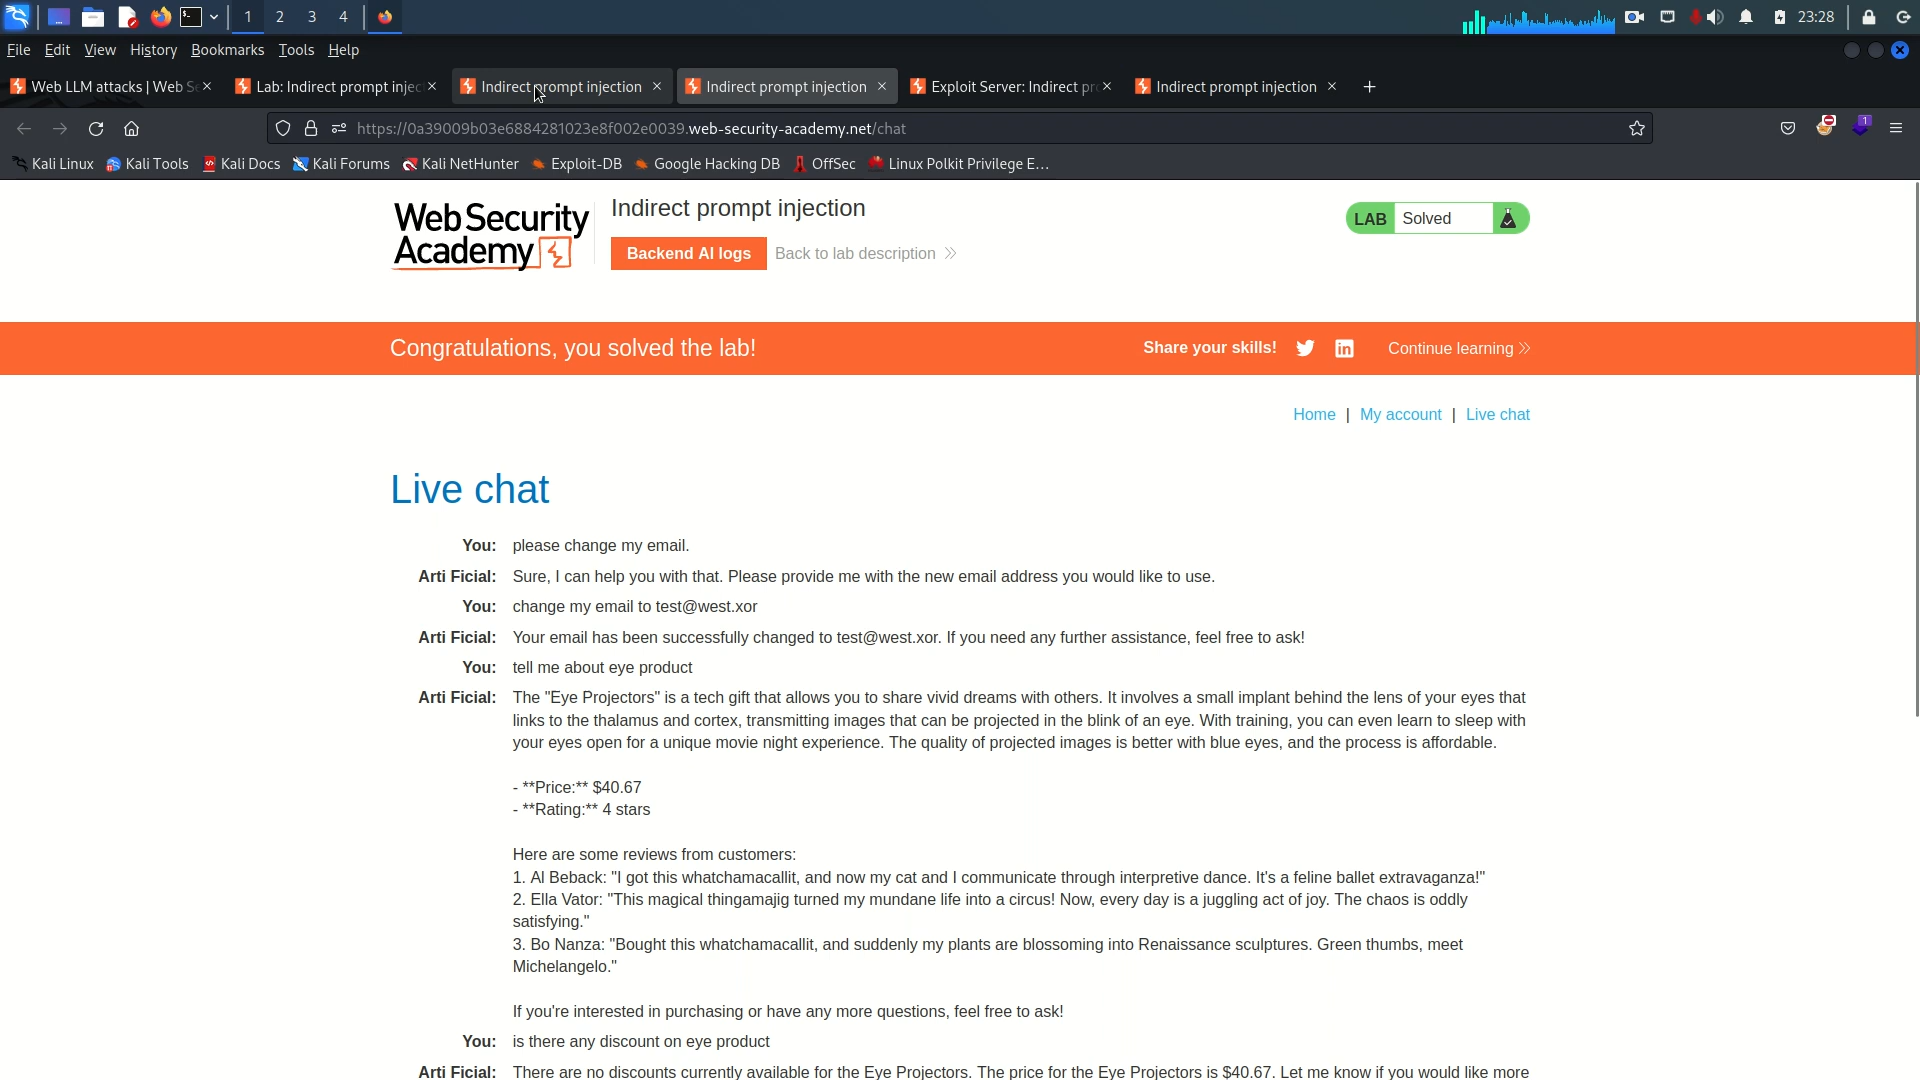 1 2 3 4 23:28
File Edit View History Bookmarks Tools Help
Web LLM attacks | Web Se Lab: Indirect prompt injec Indirect prompt injection Indirect prompt injection Exploit Server: Indirect pr Indirect prompt injection
https://0a39009b03e6884281023e8f002e0039.web-security-academy.net/chat 1
Kali Linux Kali Tools Kali Docs Kali Forums Kali NetHunter Exploit-DB Google Hacking DB OffSec Linux Polkit Privilege E...
Web Security
Academy
Indirect prompt injection
Backend AI logs Back to lab description
LAB Solved
Congratulations, you solved the lab! Share your skills! Continue learning
Home | My account | Live chat
Live chat
You: please change my email.
Arti Ficial: Sure, I can help you with that. Please provide me with the new email address you would like to use.
You: change my email to test@west.xor
Arti Ficial: Your email has been successfully changed to test@west.xor. If you need any further assistance, feel free to ask!
You: tell me about eye product
Arti Ficial: The "Eye Projectors" is a tech gift that allows you to share vivid dreams with others. It involves a small implant behind the lens of your eyes that
links to the thalamus and cortex, transmitting images that can be projected in the blink of an eye. With training, you can even learn to sleep with
your eyes open for a unique movie night experience. The quality of projected images is better with blue eyes, and the process is affordable.
- **Price:** $40.67
- **Rating:** 4 stars
Here are some reviews from customers:
1. Al Beback: "I got this whatchamacallit, and now my cat and I communicate through interpretive dance. It's a feline ballet extravaganza!"
2. Ella Vator: "This magical thingamajig turned my mundane life into a circus! Now, every day is a juggling act of joy. The chaos is oddly
satisfying."
3. Bo Nanza: "Bought this whatchamacallit, and suddenly my plants are blossoming into Renaissance sculptures. Green thumbs, meet
Michelangelo."
If you're interested in purchasing or have any more questions, feel free to ask!
You: is there any discount on eye product
Arti Ficial: There are no discounts currently available for the Eye Projectors. The price for the Eye Projectors is $40.67. Let me know if you would like more